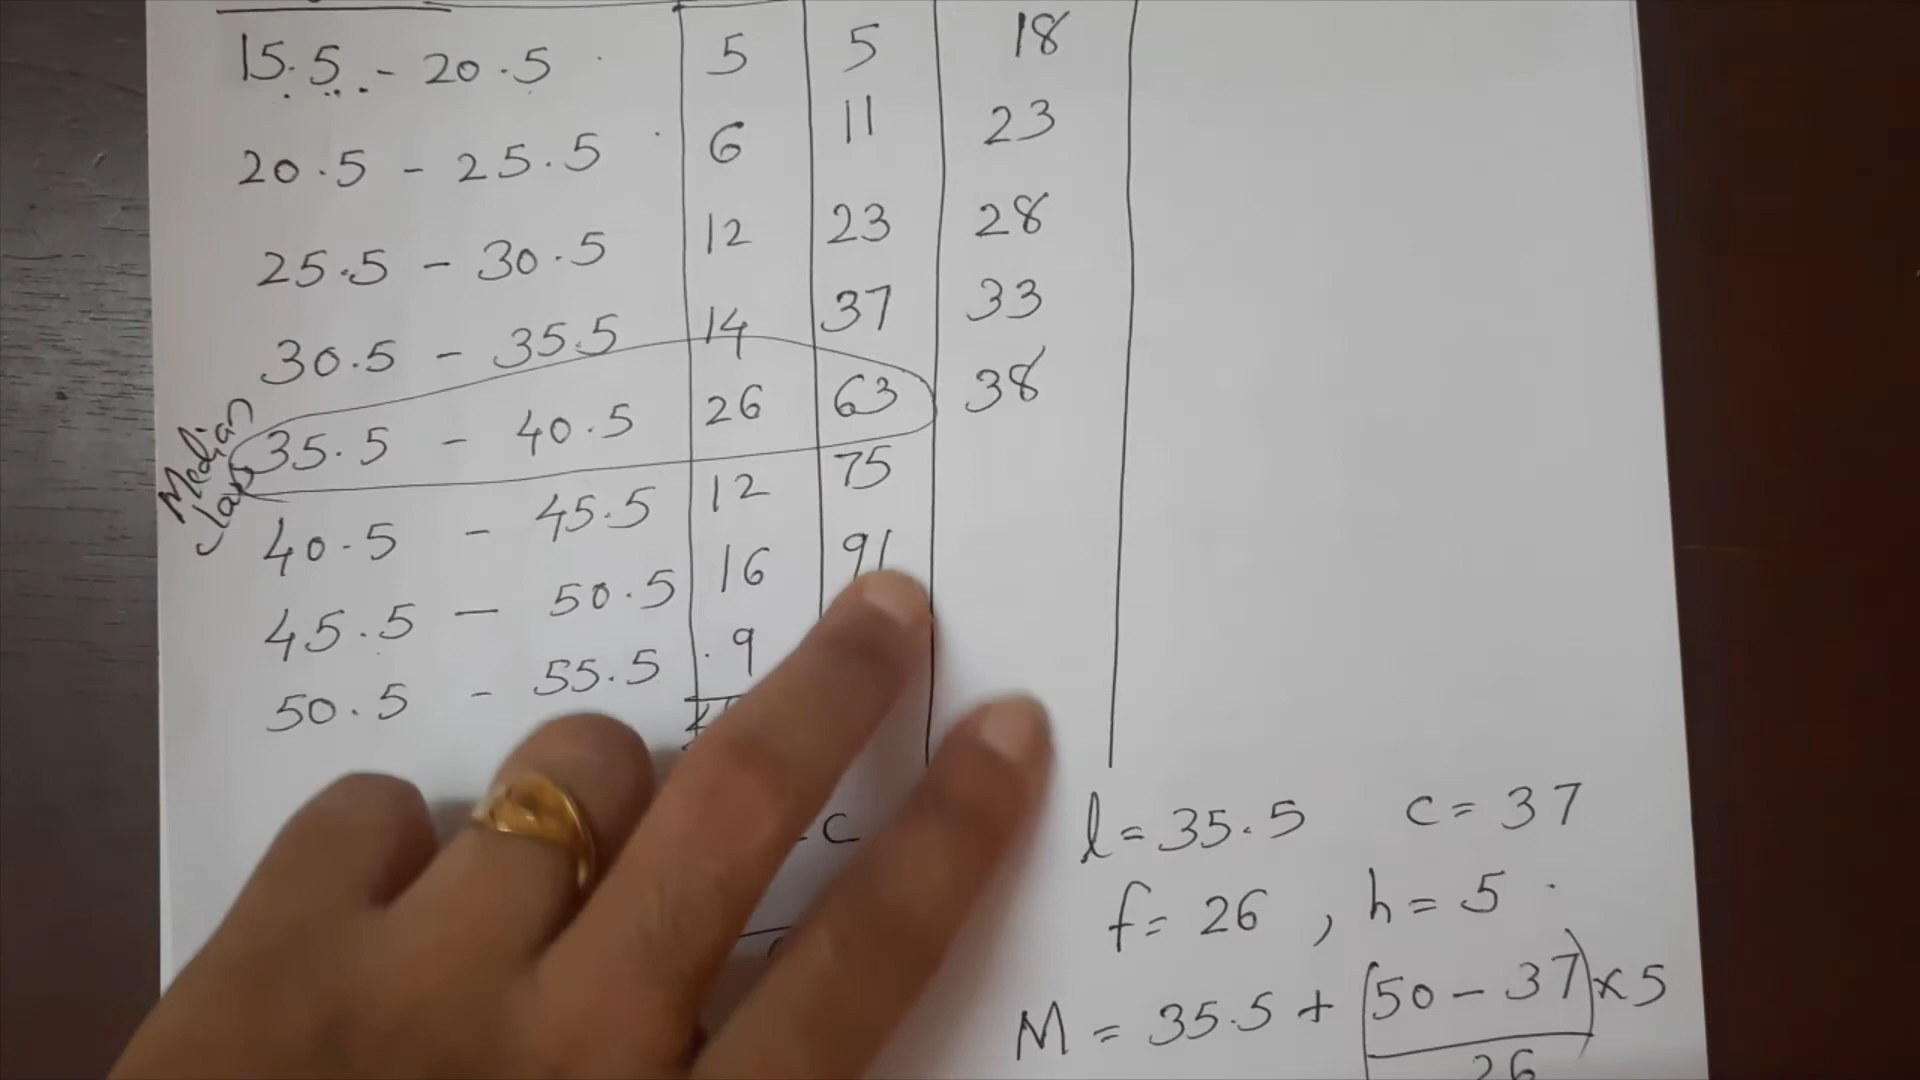 15.5 - 20.5 5 5 18
20.5 - 25.5 6 11 23
25.5 - 30.5 12 23 28
30.5 - 35.5 14 37 33
35.5 - 40.5 26 63 38
Median
40.5 - 45.5 12 75
45.5 - 50.5 16 91
50.5 - 55.5 9
= C
l = 35.5 C = 37
f = 26 , h = 5
M = 35.5 + (50 - 37) × 5
26